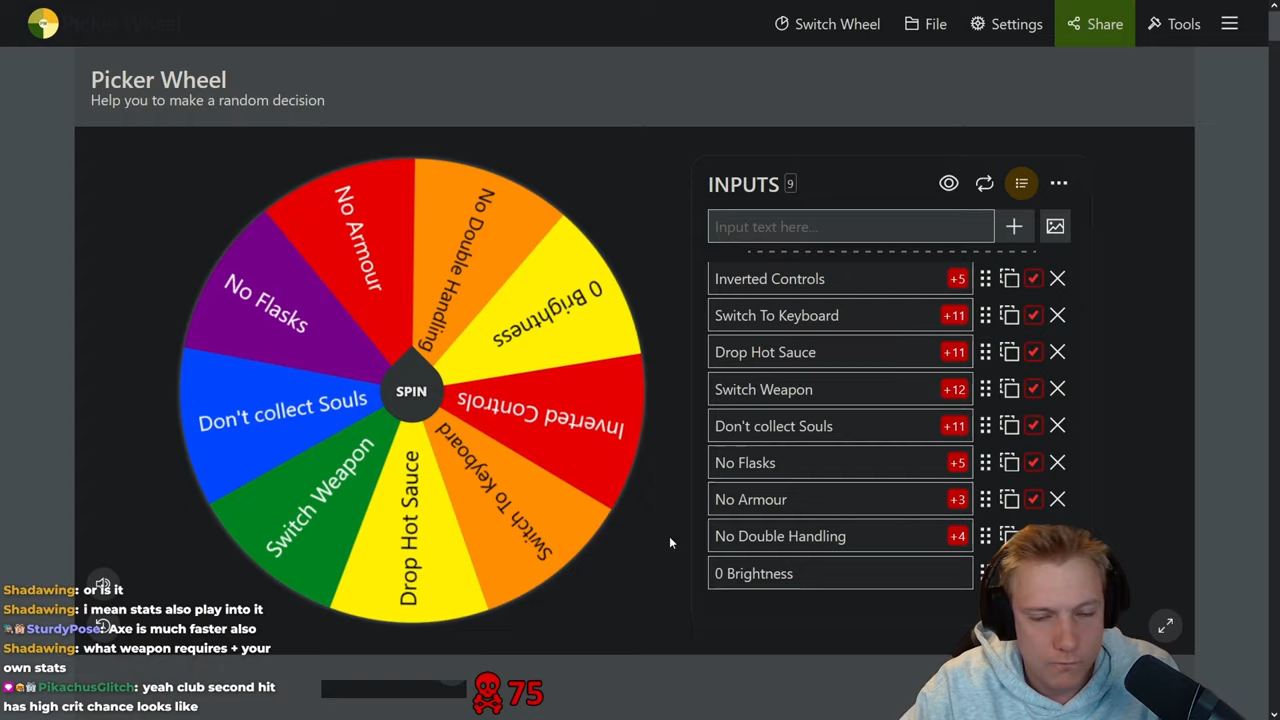 Picker Wheel
Switch Wheel
File
Settings
Share
Tools
Picker Wheel
Help you to make a random decision
No Armour
No Double Handling
0 Brightness
Inverted Controls
Switch To Keyboard
Drop Hot Sauce
Switch Weapon
Don't collect Souls
No Flasks
SPIN
INPUTS 9
Input text here...
Inverted Controls +5
Switch To Keyboard +11
Drop Hot Sauce +11
Switch Weapon +12
Don't collect Souls +11
No Flasks +5
No Armour +3
No Double Handling +4
0 Brightness
Shadawing: or is it
Shadawing: i mean stats also play into it
SturdyPose: Axe is much faster also
Shadawing: what weapon requires + your
own stats
PikachusGlitch: yeah club second hit
has high crit chance looks like
75